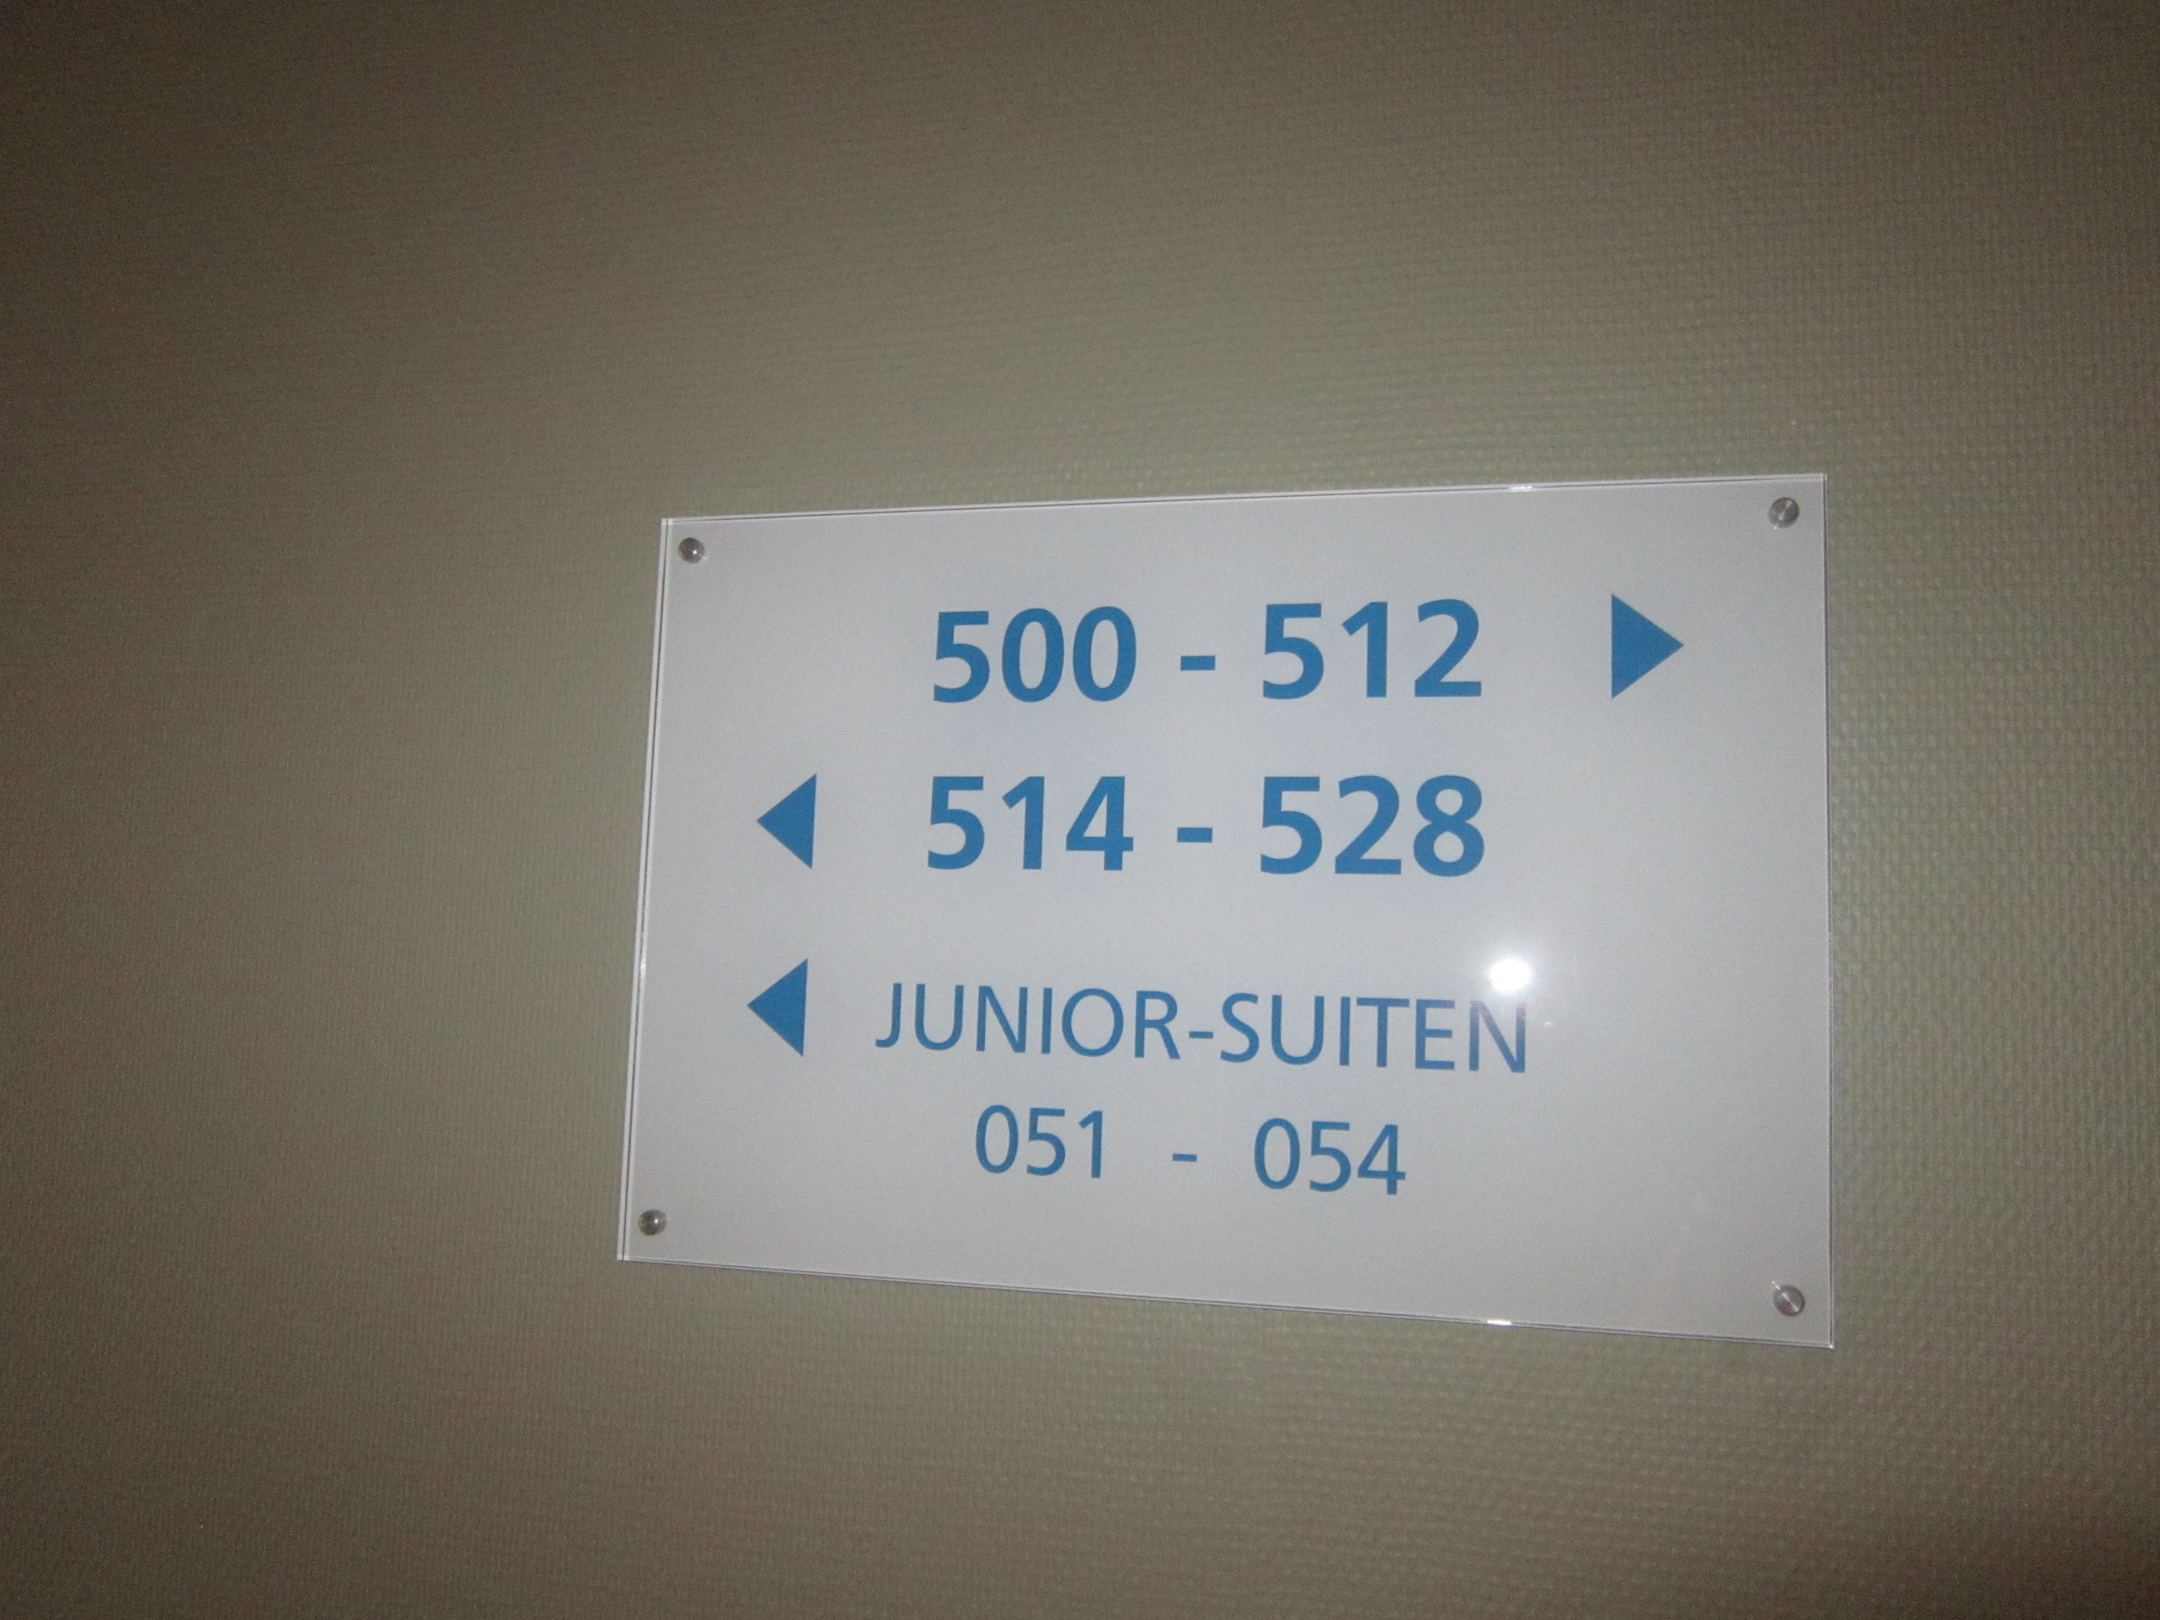 500 - 512
514 - 528
JUNIOR-SUITEN
051 - 054